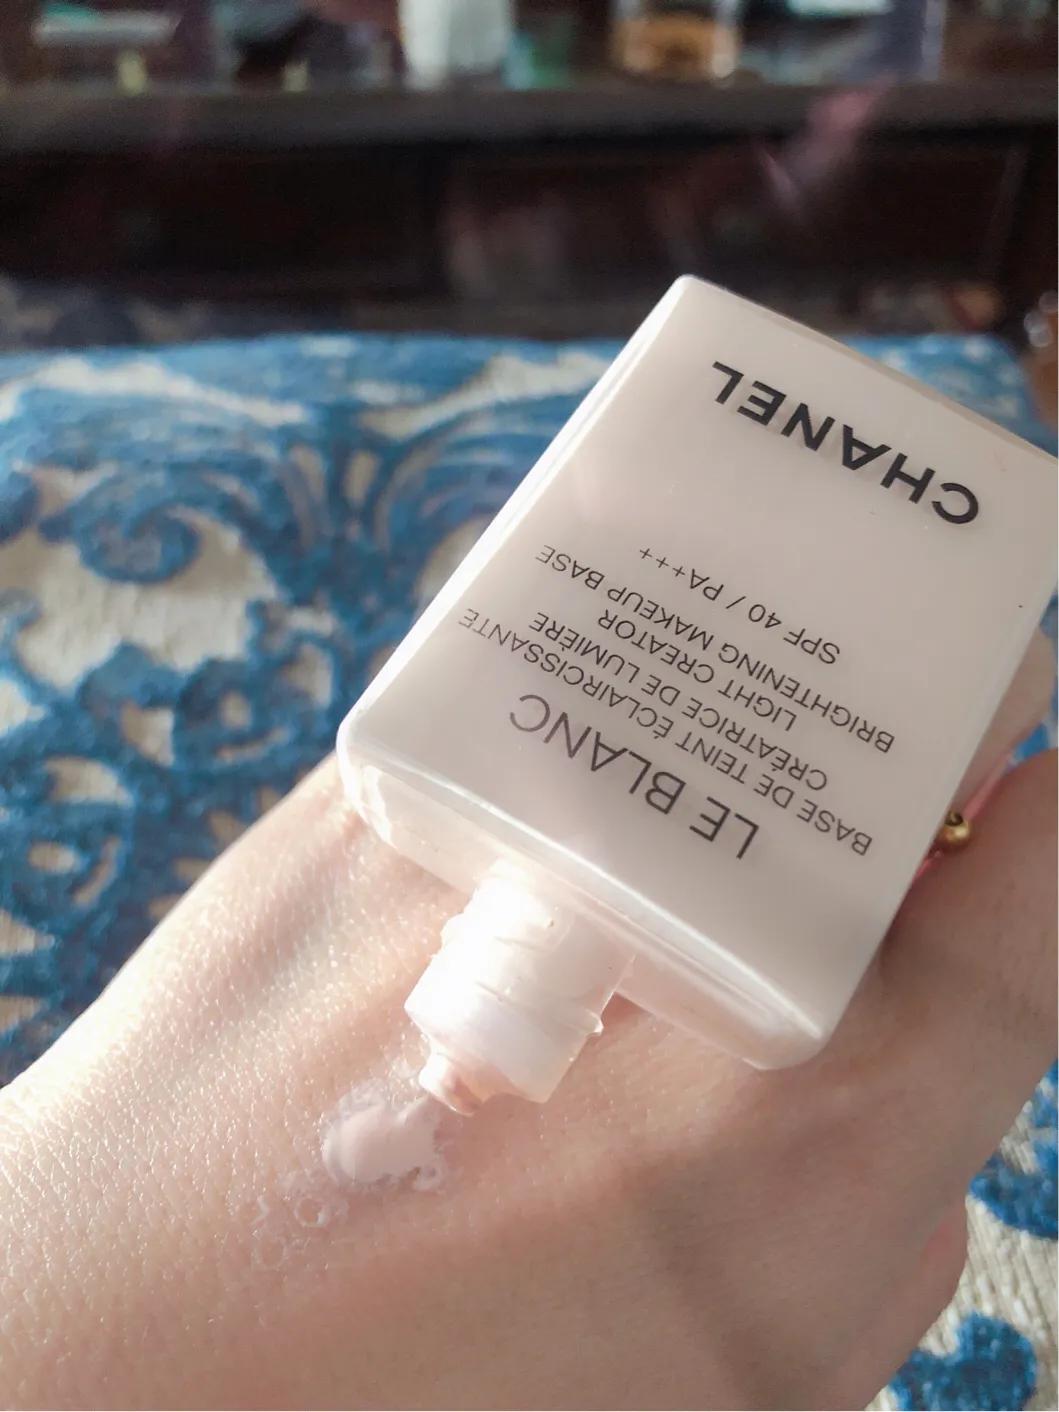 LE BLANC
BASE DE TEINT ÉCLAIRCISSANTE
CRÉATRICE DE LUMIÈRE
LIGHT CREATOR
BRIGHTENING MAKEUP BASE
SPF 40 / PA+++
CHANEL